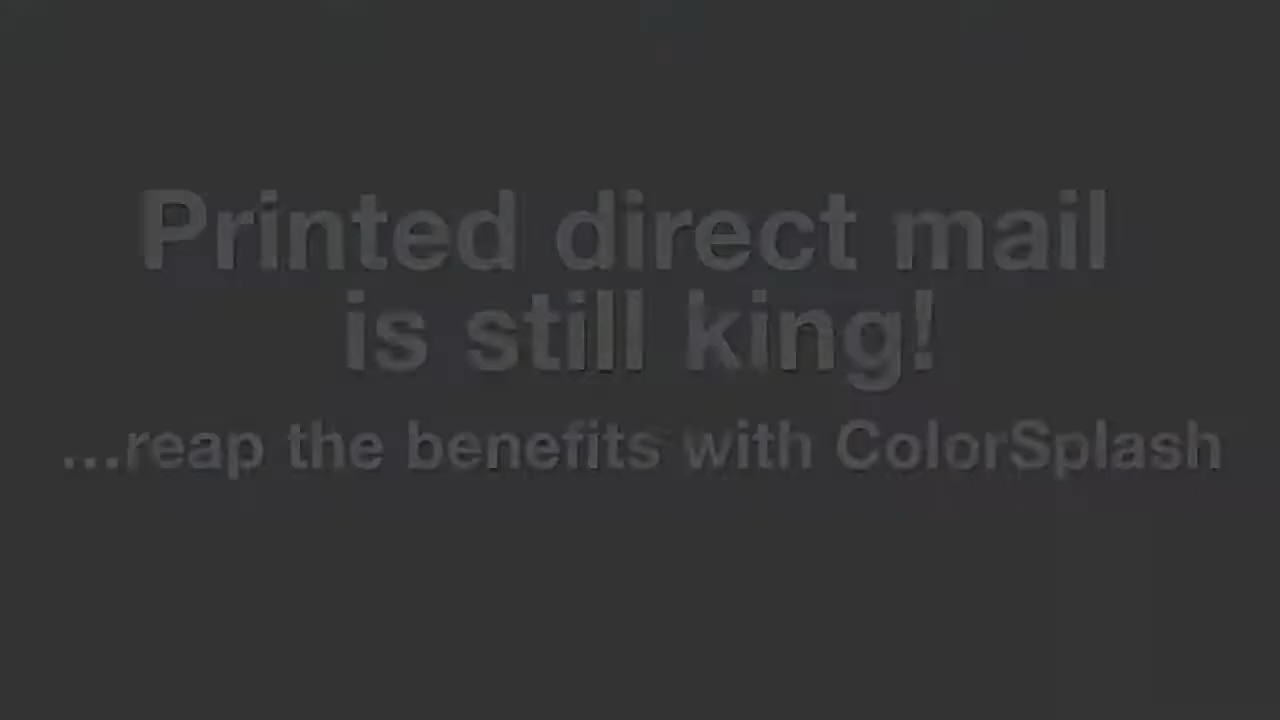 Printed direct mail
is still king!
...reap the benefits with ColorSplash